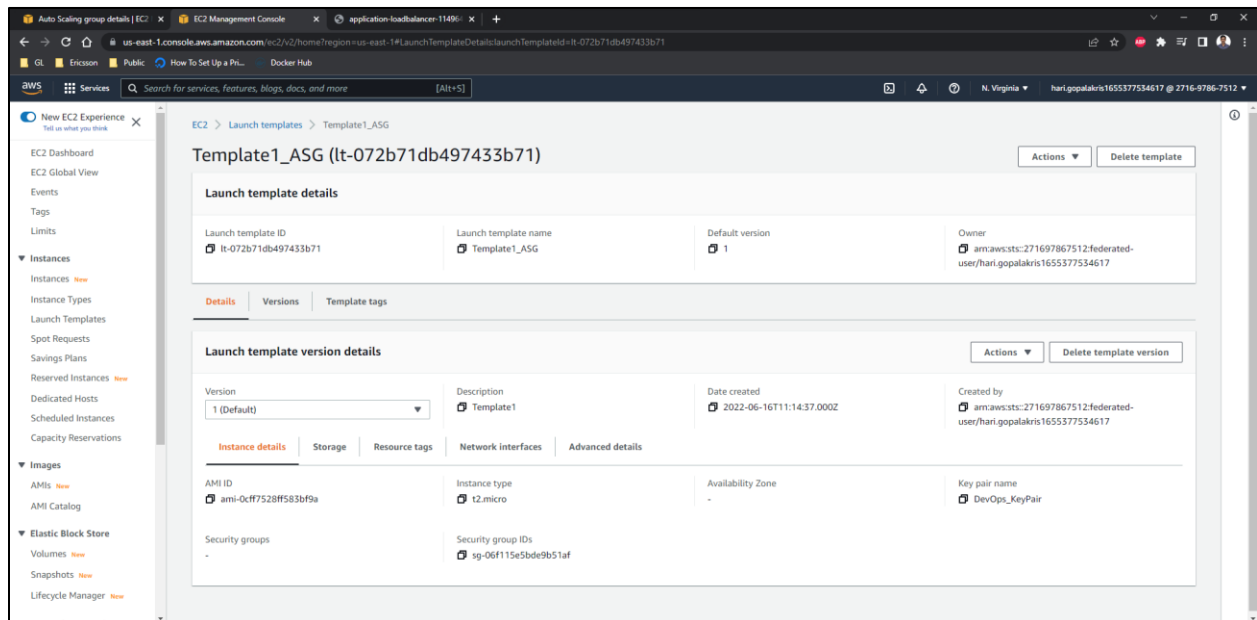 Auto Scaling group details | EC2
EC2 Management Console
application-loadbalancer-11496
us-east-1.console.aws.amazon.com/ec2/v2/home?region=us-east-1#LaunchTemplateDetails:launchTemplateId=lt-072b71db497433b71
GL
Ericsson
Public
How To Set Up a Pri...
Docker Hub
aws
Services
Search for services, features, blogs, docs, and more
[Alt+S]
N. Virginia
hari.gopalakris1655377534617 @ 2716-9786-7512
New EC2 Experience
Tell us what you think
EC2 Dashboard
EC2 Global View
Events
Tags
Limits
Instances
Instances New
Instance Types
Launch Templates
Spot Requests
Savings Plans
Reserved Instances New
Dedicated Hosts
Scheduled Instances
Capacity Reservations
Images
AMIs New
AMI Catalog
Elastic Block Store
Volumes New
Snapshots New
Lifecycle Manager New
EC2 > Launch templates > Template1_ASG
Template1_ASG (lt-072b71db497433b71)
Actions
Delete template
Launch template details
Launch template ID
lt-072b71db497433b71
Launch template name
Template1_ASG
Default version
1
Owner
arn:aws:sts::271697867512:federated-
user/hari.gopalakris1655377534617
Details
Versions
Template tags
Launch template version details
Actions
Delete template version
Version
1 (Default)
Description
Template1
Date created
2022-06-16T11:14:37.000Z
Created by
arn:aws:sts::271697867512:federated-
user/hari.gopalakris1655377534617
Instance details
Storage
Resource tags
Network interfaces
Advanced details
AMI ID
ami-0cff7528ff583bf9a
Instance type
t2.micro
Availability Zone
-
Key pair name
DevOps_KeyPair
Security groups
-
Security group IDs
sg-06f115e5bde9b51af